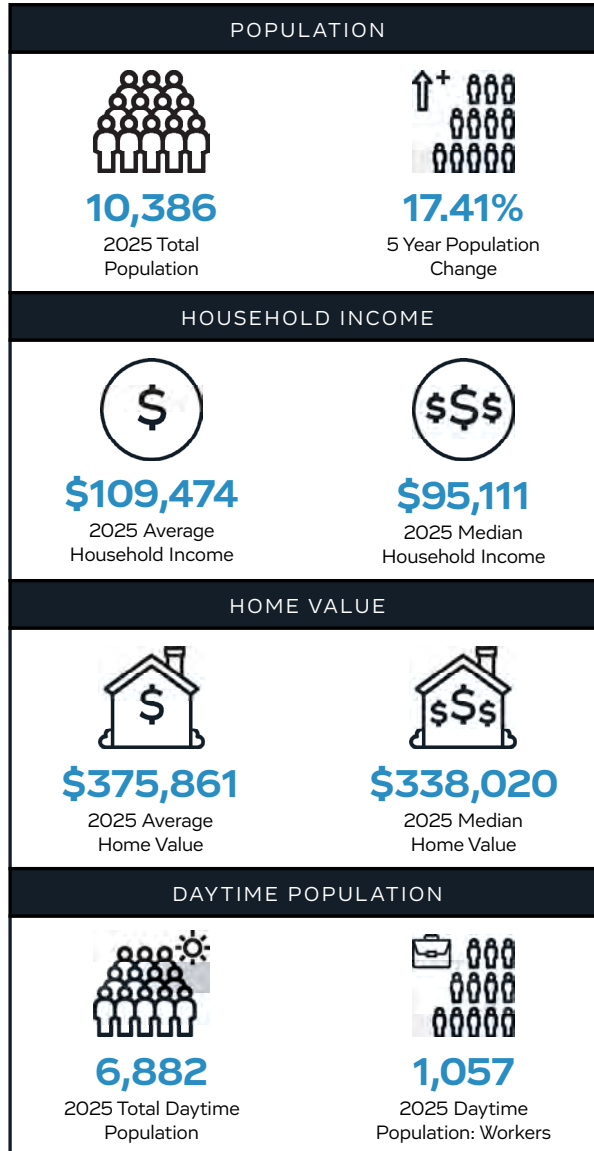 POPULATION
10,386
2025 Total
Population
17.41%
5 Year Population
Change
HOUSEHOLD INCOME
$
$109,474
2025 Average
Household Income
$$$
$95,111
2025 Median
Household Income
HOME VALUE
$
$375,861
2025 Average
Home Value
$$$
$338,020
2025 Median
Home Value
DAYTIME POPULATION
6,882
2025 Total Daytime
Population
1,057
2025 Daytime
Population: Workers